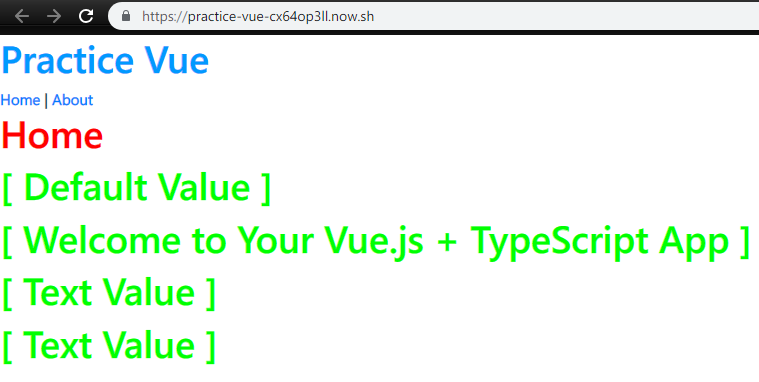 https://practice-vue-cx64op3ll.now.sh
Practice Vue
Home | About
Home
[ Default Value ]
[ Welcome to Your Vue.js + TypeScript App ]
[ Text Value ]
[ Text Value ]